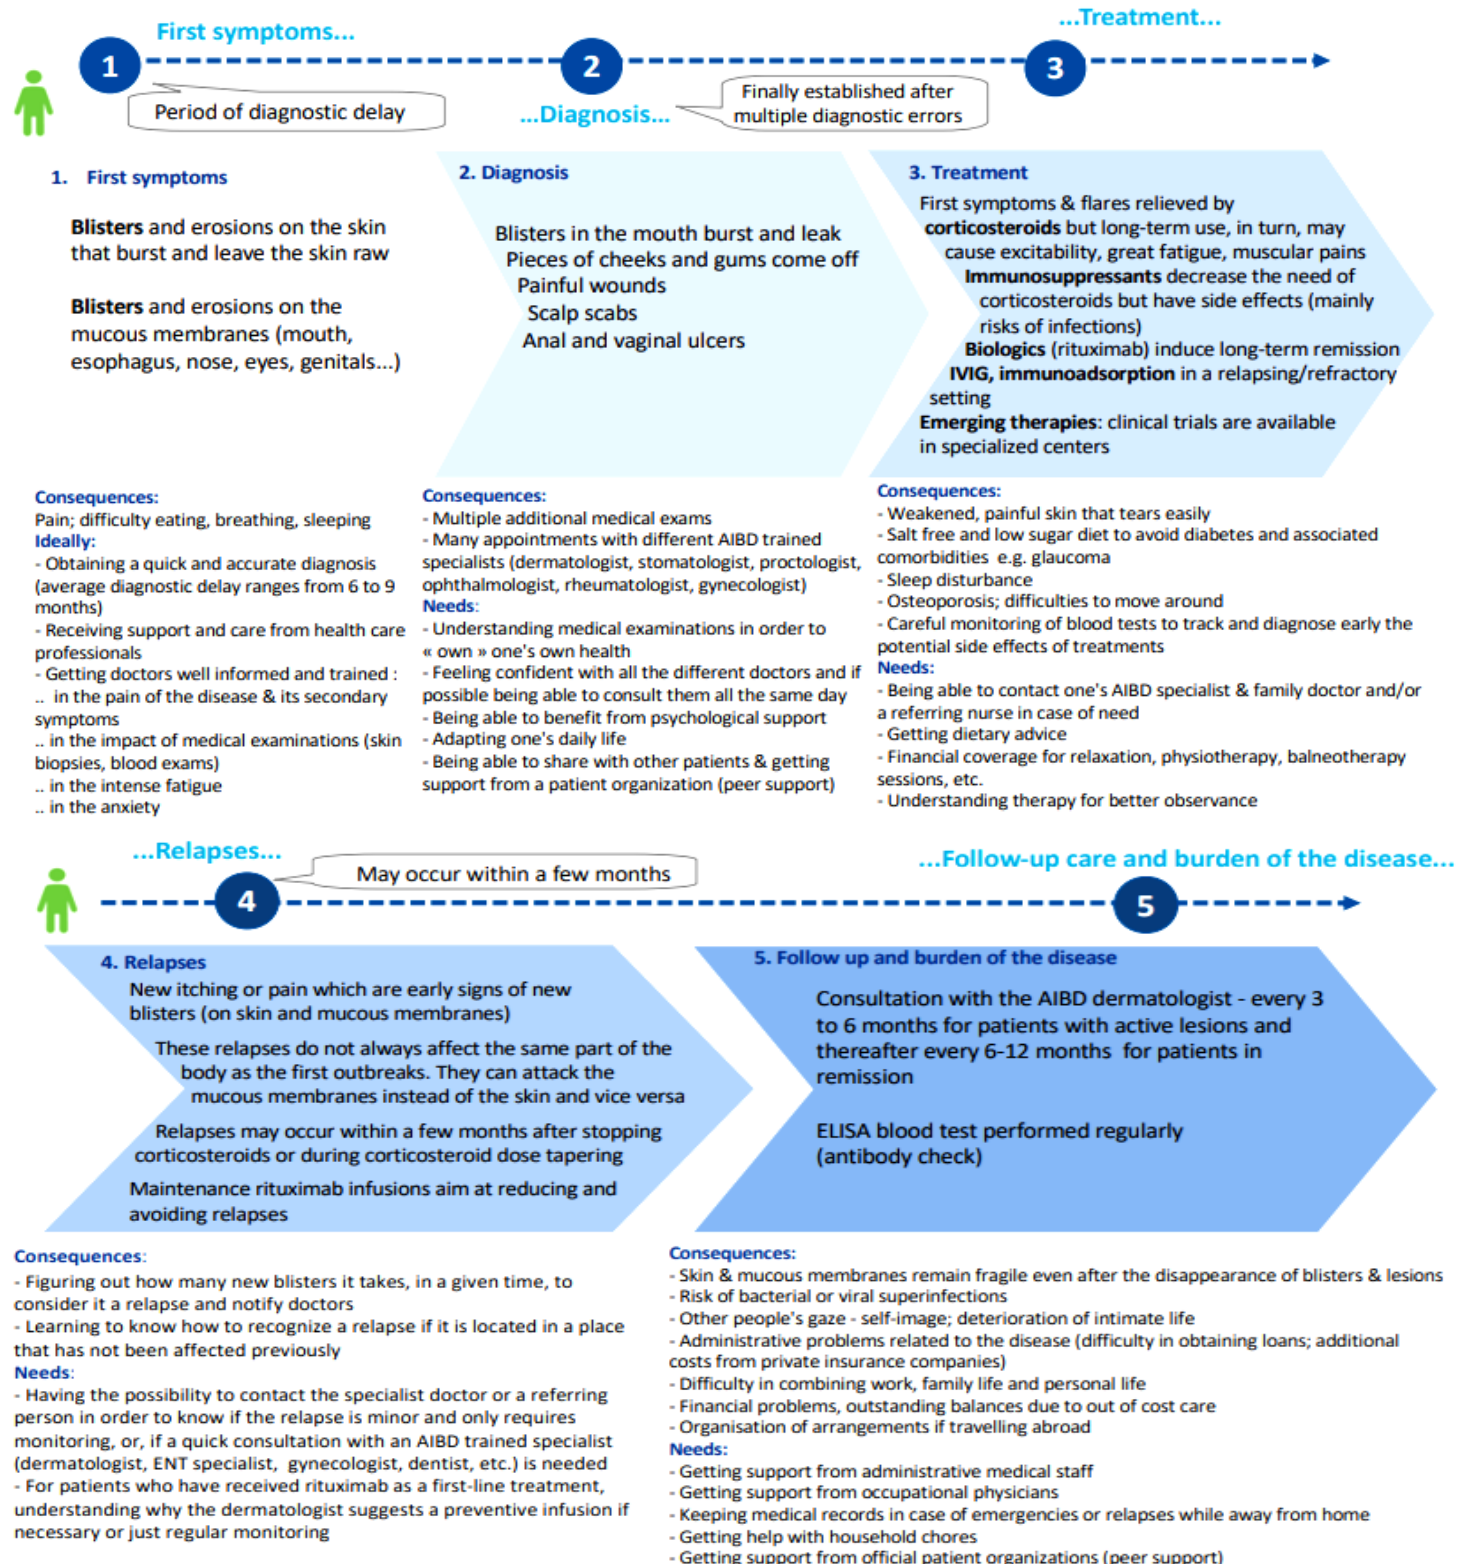 First symptoms...
...Treatment...
1
2
3
Period of diagnostic delay
...Diagnosis...
Finally established after
multiple diagnostic errors
1. First symptoms
Blisters and erosions on the skin
that burst and leave the skin raw
Blisters and erosions on the
mucous membranes (mouth,
esophagus, nose, eyes, genitals...)
2. Diagnosis
Blisters in the mouth burst and leak
Pieces of cheeks and gums come off
Painful wounds
Scalp scabs
Anal and vaginal ulcers
3. Treatment
First symptoms & flares relieved by
corticosteroids but long-term use, in turn, may
cause excitability, great fatigue, muscular pains
Immunosuppressants decrease the need of
corticosteroids but have side effects (mainly
risks of infections)
Biologics (rituximab) induce long-term remission
IVIG, immunoadsorption in a relapsing/refractory
setting
Emerging therapies: clinical trials are available
in specialized centers
Consequences:
Pain; difficulty eating, breathing, sleeping
Ideally:
- Obtaining a quick and accurate diagnosis
(average diagnostic delay ranges from 6 to 9
months)
- Receiving support and care from health care
professionals
- Getting doctors well informed and trained :
.. in the pain of the disease & its secondary
symptoms
.. in the impact of medical examinations (skin
biopsies, blood exams)
.. in the intense fatigue
.. in the anxiety
Consequences:
- Multiple additional medical exams
- Many appointments with different AIBD trained
specialists (dermatologist, stomatologist, proctologist,
ophthalmologist, rheumatologist, gynecologist)
Needs:
- Understanding medical examinations in order to
« own » one's own health
- Feeling confident with all the different doctors and if
possible being able to consult them all the same day
- Being able to benefit from psychological support
- Adapting one's daily life
- Being able to share with other patients & getting
support from a patient organization (peer support)
Consequences:
- Weakened, painful skin that tears easily
- Salt free and low sugar diet to avoid diabetes and associated
comorbidities e.g. glaucoma
- Sleep disturbance
- Osteoporosis; difficulties to move around
- Careful monitoring of blood tests to track and diagnose early the
potential side effects of treatments
Needs:
- Being able to contact one's AIBD specialist & family doctor and/or
a referring nurse in case of need
- Getting dietary advice
- Financial coverage for relaxation, physiotherapy, balneotherapy
sessions, etc.
- Understanding therapy for better observance
...Relapses...
May occur within a few months
...Follow-up care and burden of the disease...
4
5
4. Relapses
New itching or pain which are early signs of new
blisters (on skin and mucous membranes)
These relapses do not always affect the same part of the
body as the first outbreaks. They can attack the
mucous membranes instead of the skin and vice versa
Relapses may occur within a few months after stopping
corticosteroids or during corticosteroid dose tapering
Maintenance rituximab infusions aim at reducing and
avoiding relapses
5. Follow up and burden of the disease
Consultation with the AIBD dermatologist - every 3
to 6 months for patients with active lesions and
thereafter every 6-12 months for patients in
remission
ELISA blood test performed regularly
(antibody check)
Consequences:
- Figuring out how many new blisters it takes, in a given time, to
consider it a relapse and notify doctors
- Learning to know how to recognize a relapse if it is located in a place
that has not been affected previously
Needs:
- Having the possibility to contact the specialist doctor or a referring
person in order to know if the relapse is minor and only requires
monitoring, or, if a quick consultation with an AIBD trained specialist
(dermatologist, ENT specialist, gynecologist, dentist, etc.) is needed
- For patients who have received rituximab as a first-line treatment,
understanding why the dermatologist suggests a preventive infusion if
necessary or just regular monitoring
Consequences:
- Skin & mucous membranes remain fragile even after the disappearance of blisters & lesions
- Risk of bacterial or viral superinfections
- Other people's gaze - self-image; deterioration of intimate life
- Administrative problems related to the disease (difficulty in obtaining loans; additional
costs from private insurance companies)
- Difficulty in combining work, family life and personal life
- Financial problems, outstanding balances due to out of cost care
- Organisation of arrangements if travelling abroad
Needs:
- Getting support from administrative medical staff
- Getting support from occupational physicians
- Keeping medical records in case of emergencies or relapses while away from home
- Getting help with household chores
- Getting support from official patient organizations (peer support)